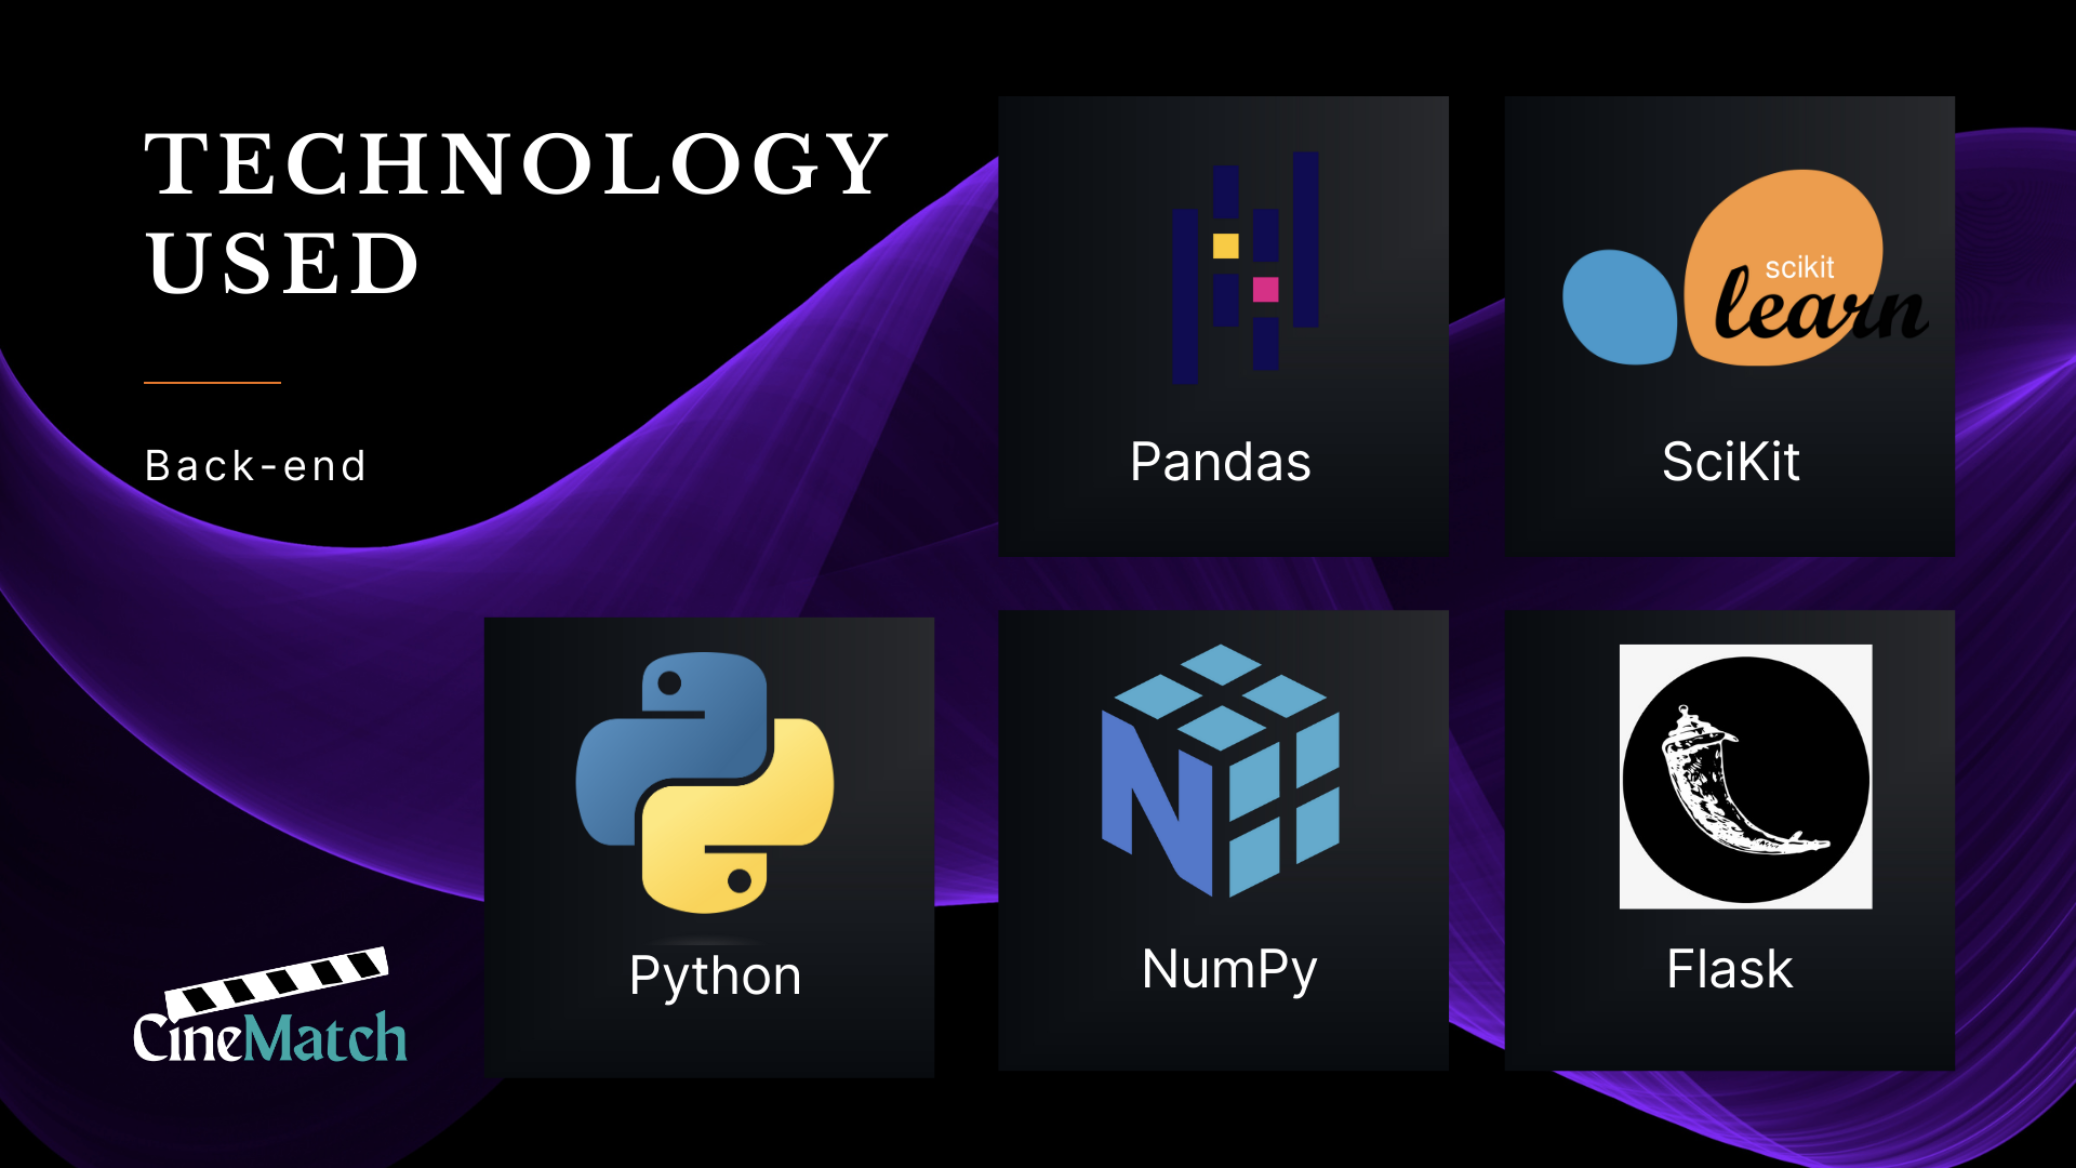 TECHNOLOGY
USED
Back-end
scikit
learn
Pandas
SciKit
N
Python
NumPy
Flask
CineMatch